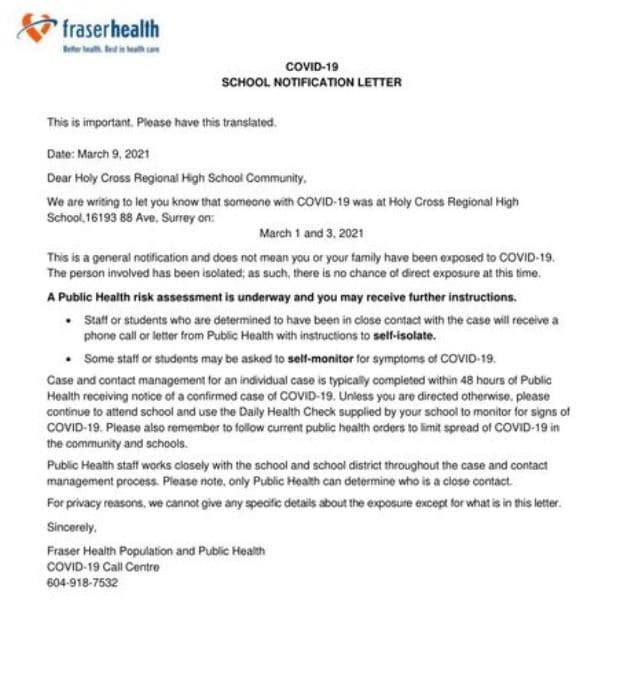 fraserhealth
Better health. Best in health care
COVID-19
SCHOOL NOTIFICATION LETTER
This is important. Please have this translated.
Date: March 9, 2021
Dear Holy Cross Regional High School Community,
We are writing to let you know that someone with COVID-19 was at Holy Cross Regional High
School,16193 88 Ave, Surrey on:
March 1 and 3, 2021
This is a general notification and does not mean you or your family have been exposed to COVID-19.
The person involved has been isolated; as such, there is no chance of direct exposure at this time.
A Public Health risk assessment is underway and you may receive further instructions.
• Staff or students who are determined to have been in close contact with the case will receive a
phone call or letter from Public Health with instructions to self-isolate.
• Some staff or students may be asked to self-monitor for symptoms of COVID-19.
Case and contact management for an individual case is typically completed within 48 hours of Public
Health receiving notice of a confirmed case of COVID-19. Unless you are directed otherwise, please
continue to attend school and use the Daily Health Check supplied by your school to monitor for signs of
COVID-19. Please also remember to follow current public health orders to limit spread of COVID-19 in
the community and schools.
Public Health staff works closely with the school and school district throughout the case and contact
management process. Please note, only Public Health can determine who is a close contact.
For privacy reasons, we cannot give any specific details about the exposure except for what is in this letter.
Sincerely,
Fraser Health Population and Public Health
COVID-19 Call Centre
604-918-7532